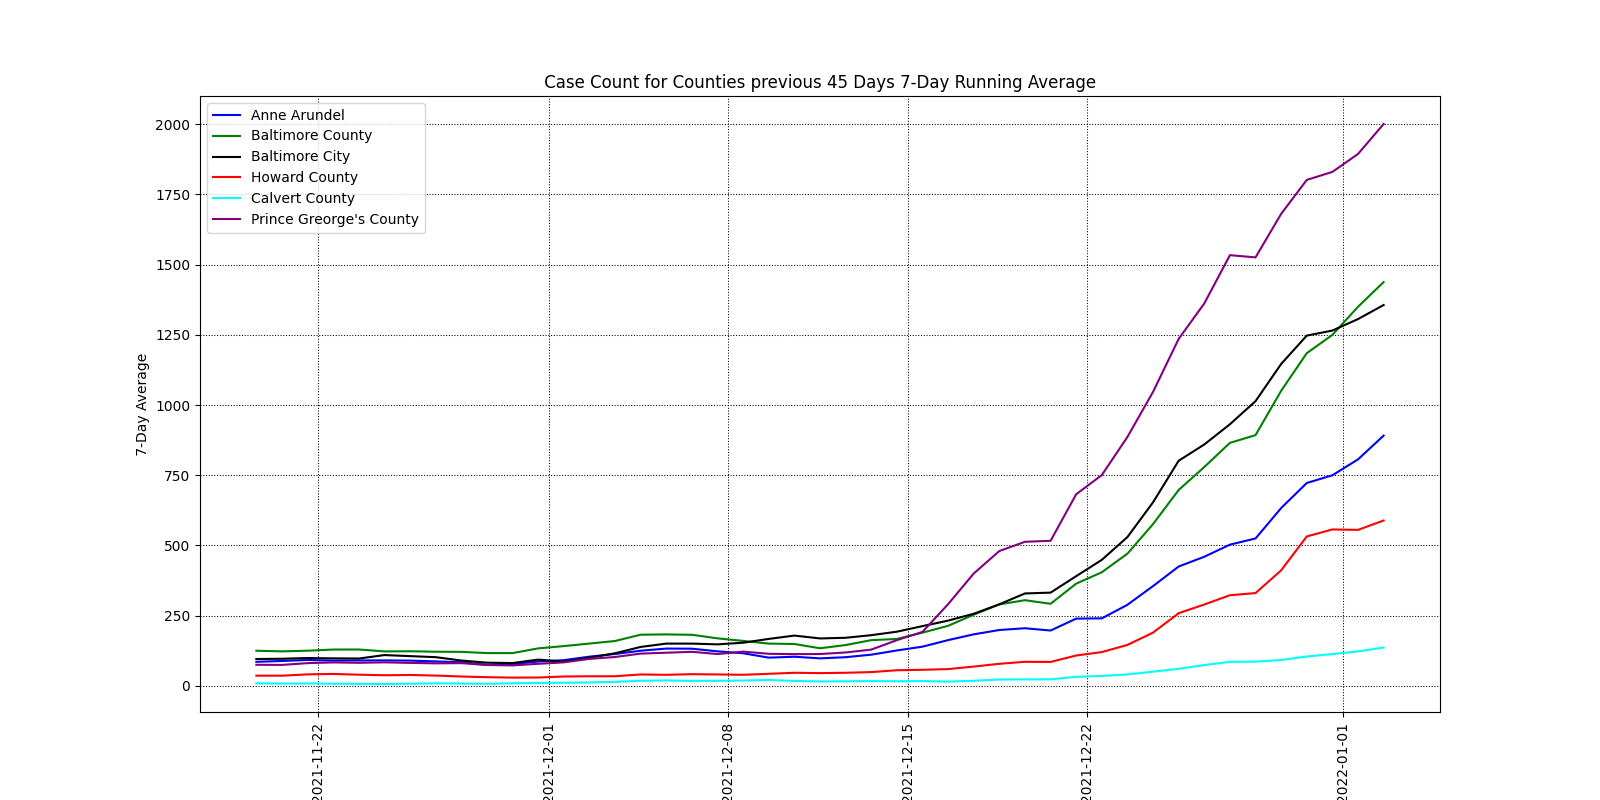 Case Count for Counties previous 45 Days 7-Day Running Average
Anne Arundel
Baltimore County
Baltimore City
Howard County
Calvert County
Prince Greorge's County
7-Day Average
2000
1750
1500
1250
1000
750
500
250
0
2021-11-22
2021-12-01
2021-12-08
2021-12-15
2021-12-22
2022-01-01